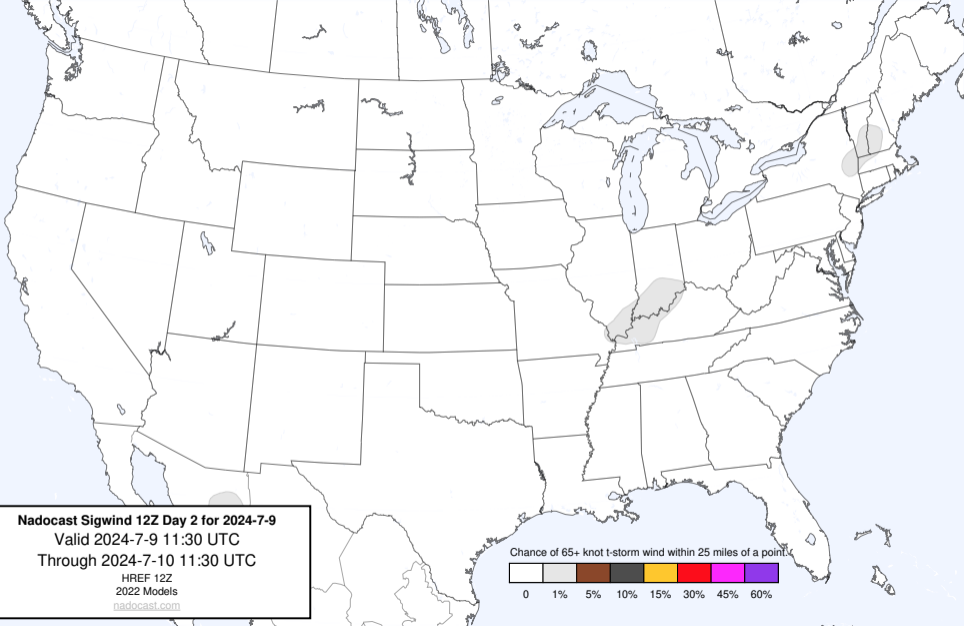 Nadocast Sigwind 12Z Day 2 for 2024-7-9
Valid 2024-7-9 11:30 UTC
Through 2024-7-10 11:30 UTC
HREF 12Z
2022 Models
nadocast.com
Chance of 65+ knot t-storm wind within 25 miles of a point.
0 1% 5% 10% 15% 30% 45% 60%